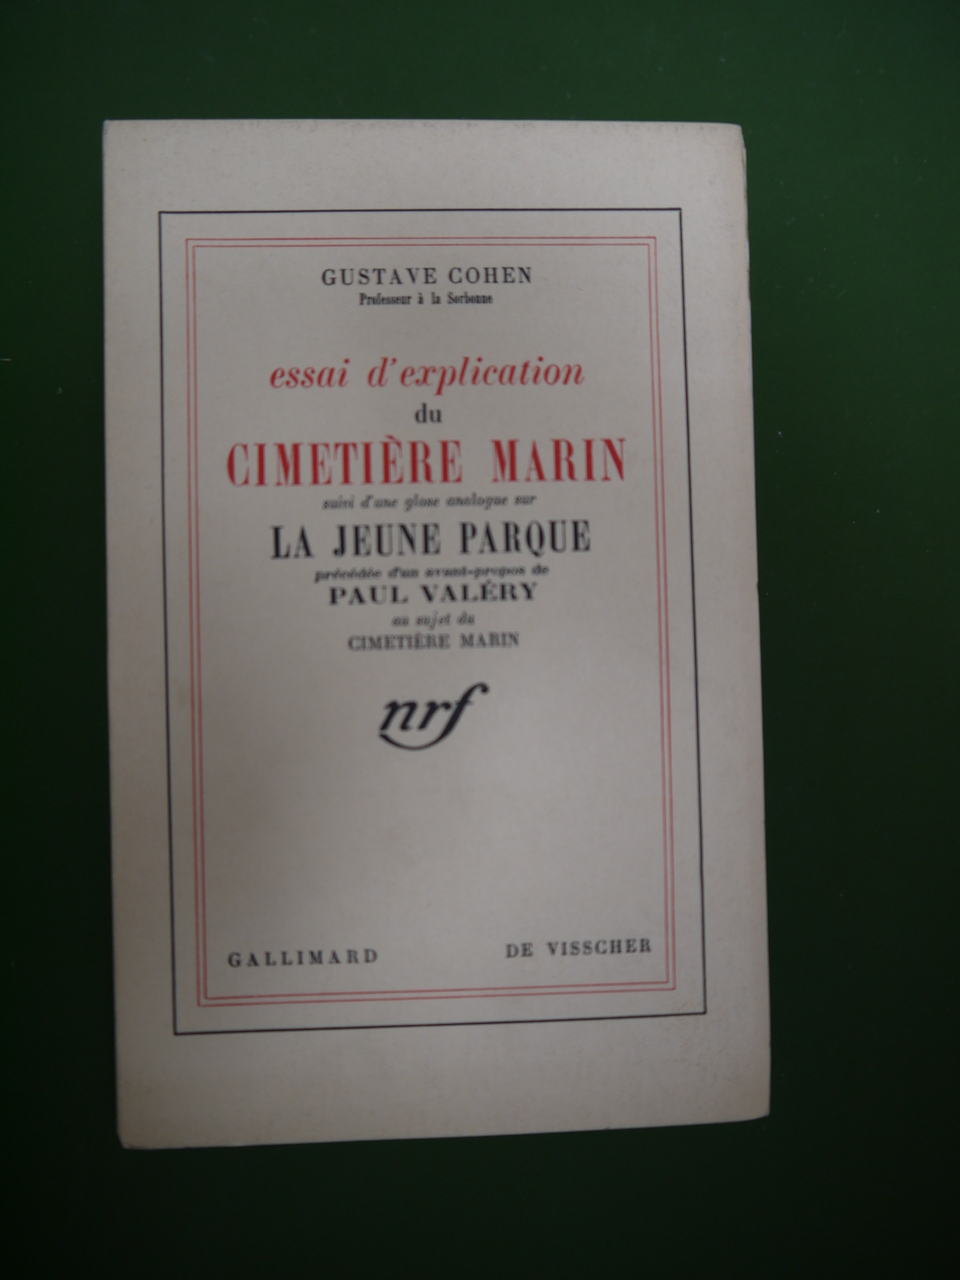 GUSTAVE COHEN
Professeur à la Sorbonne
essai d'explication
du
CIMETIÈRE MARIN
suivi d'une glose analogue sur
LA JEUNE PARQUE
précédée d'un avant-propos de
PAUL VALÉRY
au sujet du
CIMETIÈRE MARIN
nrf
GALLIMARD DE VISSCHER